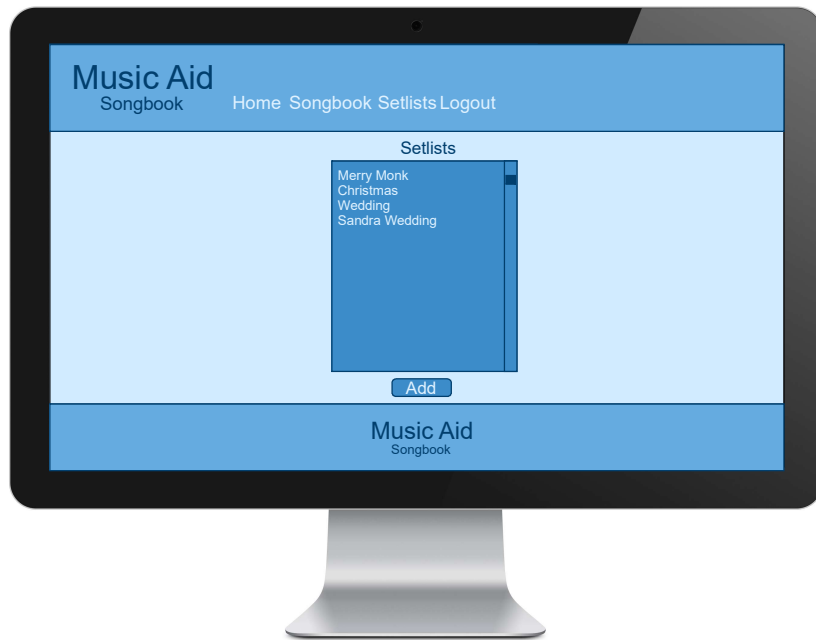 Music Aid
Songbook
Home Songbook Setlists Logout
Setlists
Merry Monk
Christmas
Wedding
Sandra Wedding
Add
Music Aid
Songbook